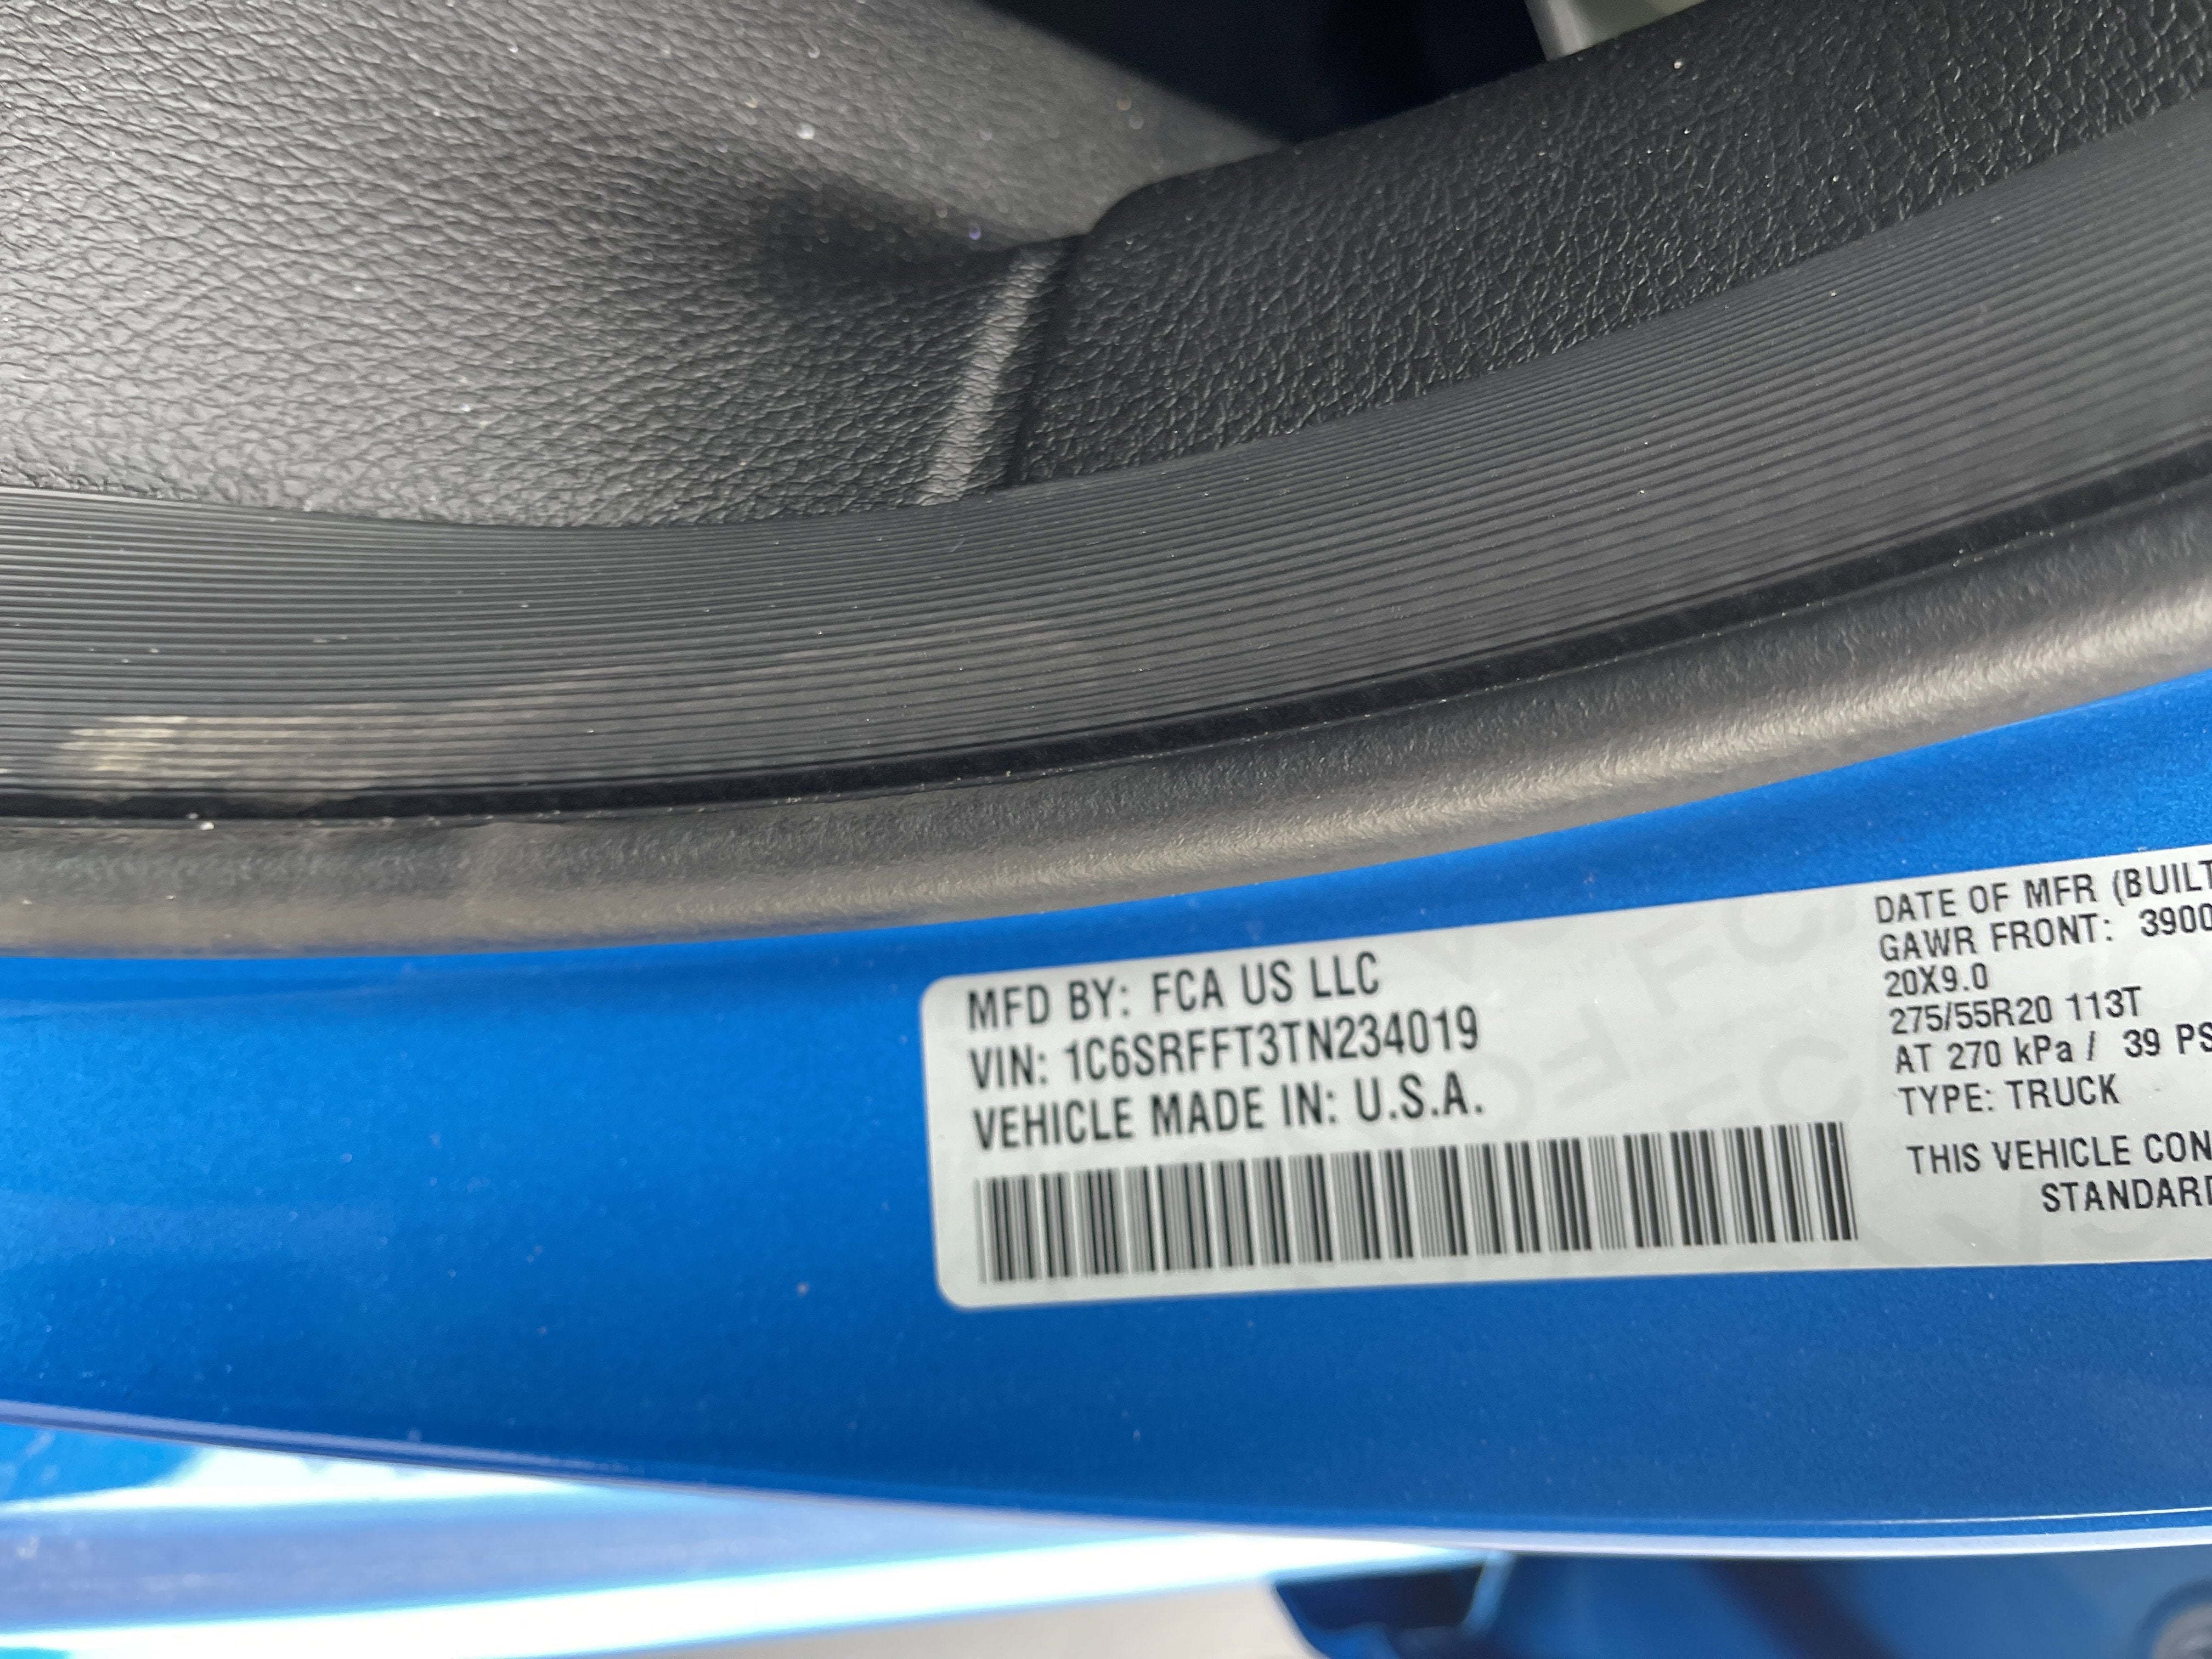 MFD BY: FCA US LLC
VIN: 1C6SRFFT3TN234019
VEHICLE MADE IN: U.S.A.
DATE OF MFR (BUILT
GAWR FRONT: 3900
20X9.0
275/55R20 113T
AT 270 kPa / 39 PS
TYPE: TRUCK
THIS VEHICLE CON
STANDARD